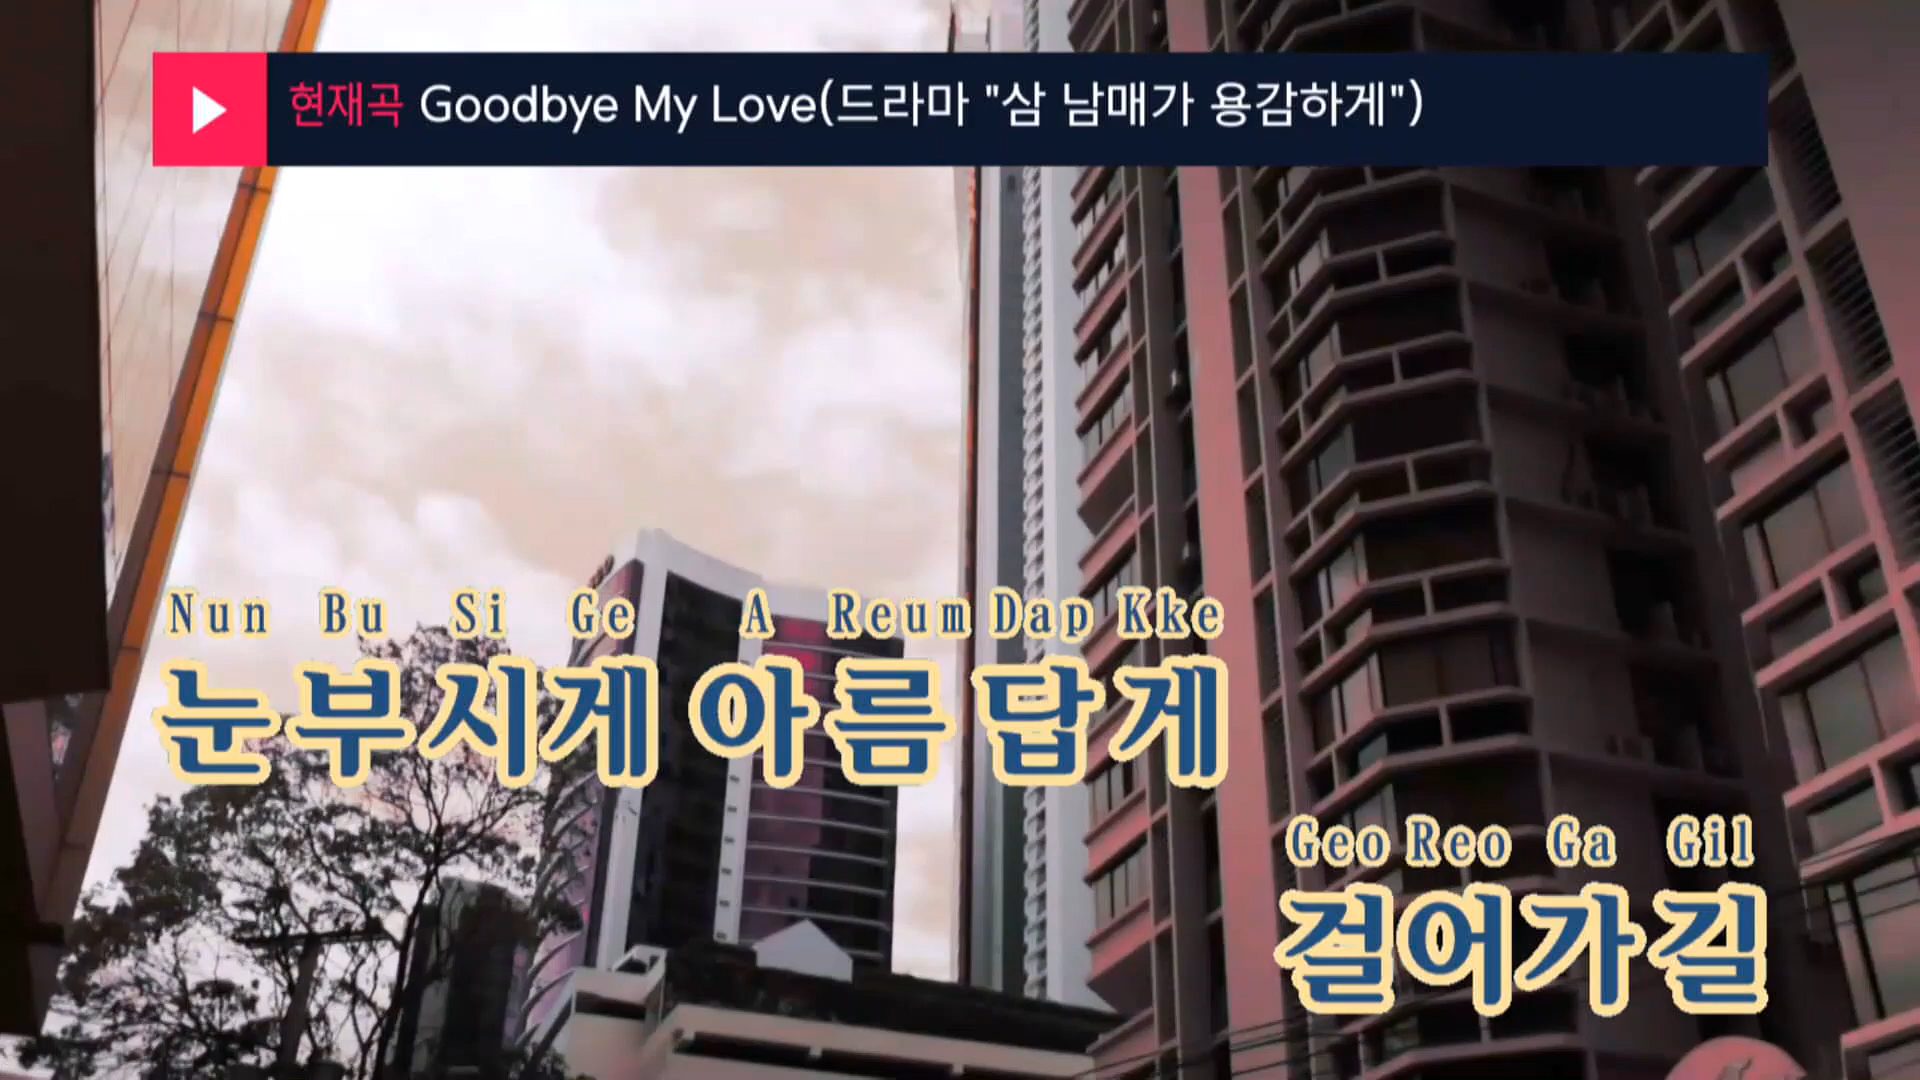 현재곡 Goodbye My Love(드라마 "삼 남매가 용감하게")
Nun Bu Si Ge A Reum Dap Kke
눈부시게 아름답게
Geo Reo Ga Gil
걸어가길